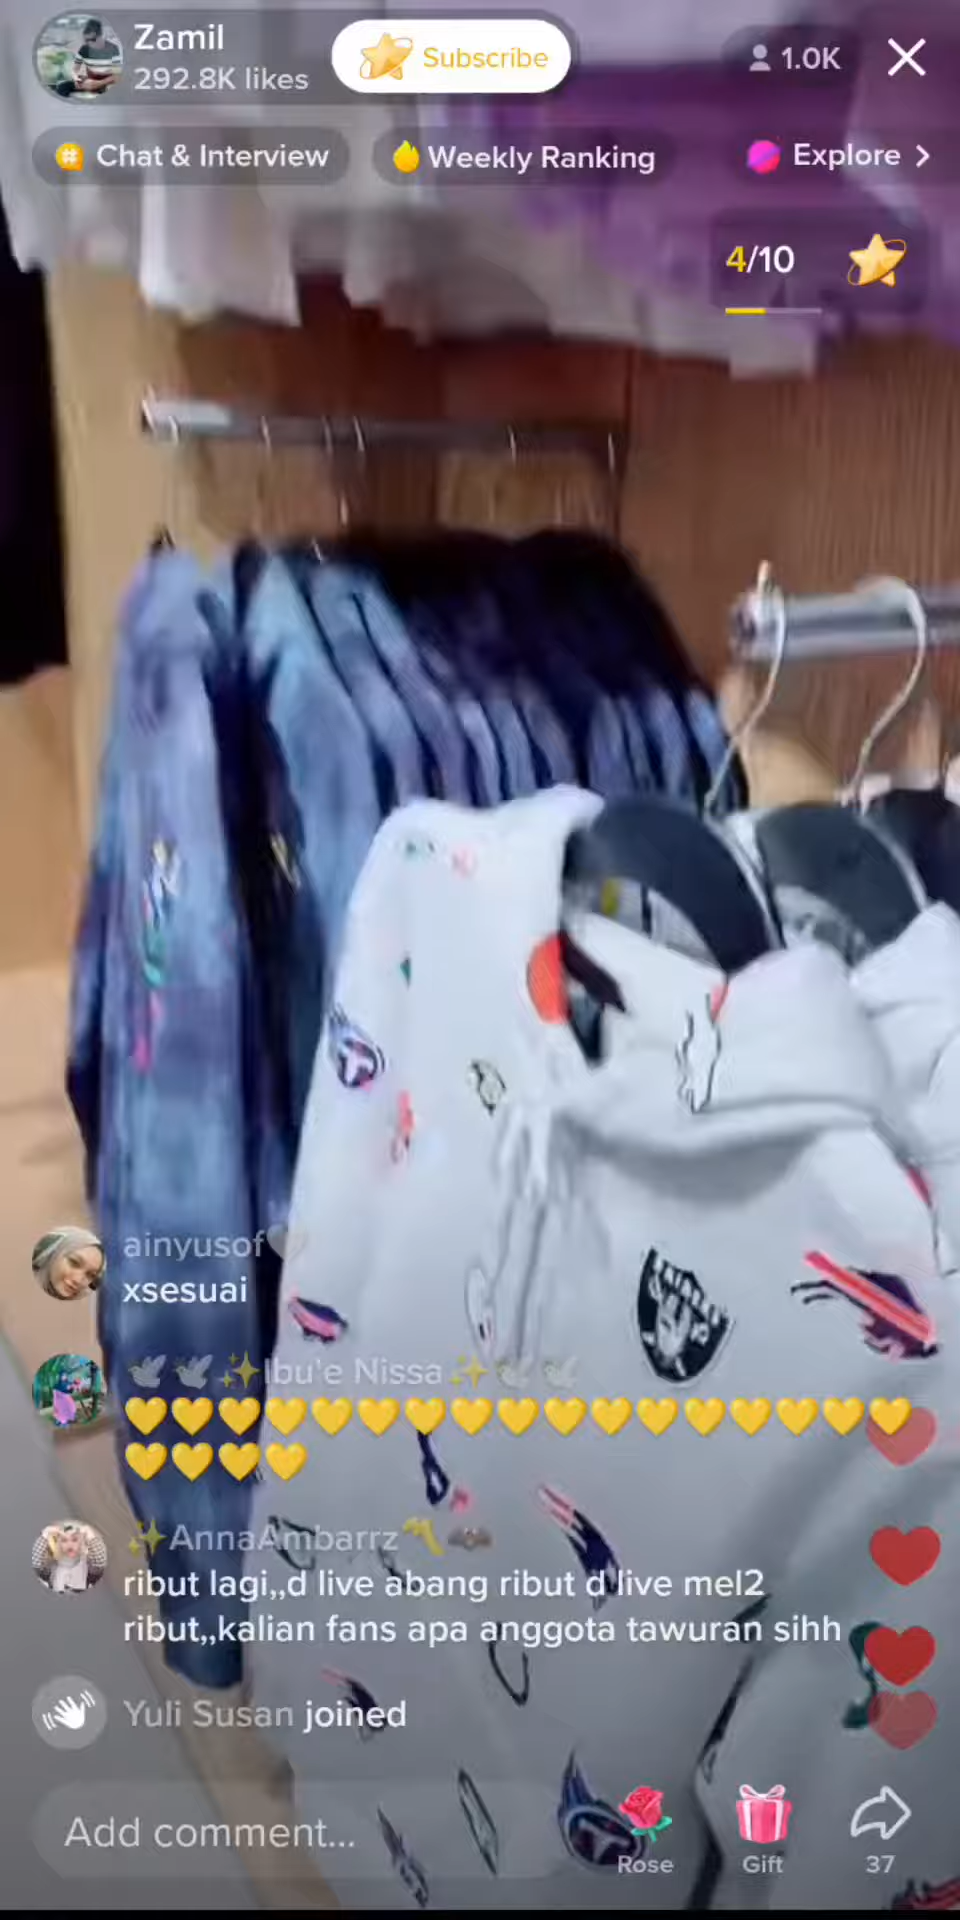 Zamil
292.8K likes
Subscribe
1.0K
Chat & Interview
Weekly Ranking
Explore >
4/10
ainyusof🤍
xsesuai
🕊️🕊️✨Ibu'e Nissa✨🕊️🕊️
💛💛💛💛💛💛💛💛💛💛💛💛💛💛💛💛💛
💛💛💛💛
✨AnnaAmbarrz〽️🤝
ribut lagi,,d live abang ribut d live mel2
ribut,,kalian fans apa anggota tawuran sihh
Yuli Susan joined
Add comment...
Rose
Gift
37